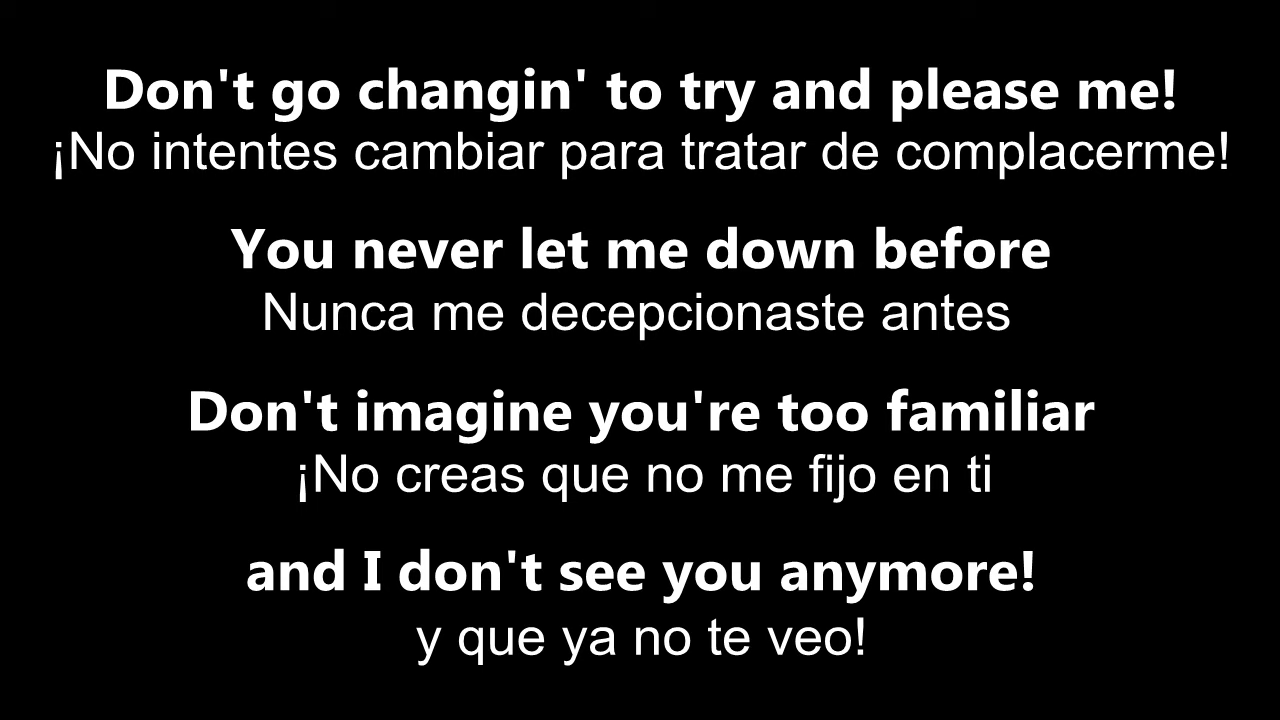 Don't go changin' to try and please me!
¡No intentes cambiar para tratar de complacerme!
You never let me down before
Nunca me decepcionaste antes
Don't imagine you're too familiar
¡No creas que no me fijo en ti
and I don't see you anymore!
y que ya no te veo!